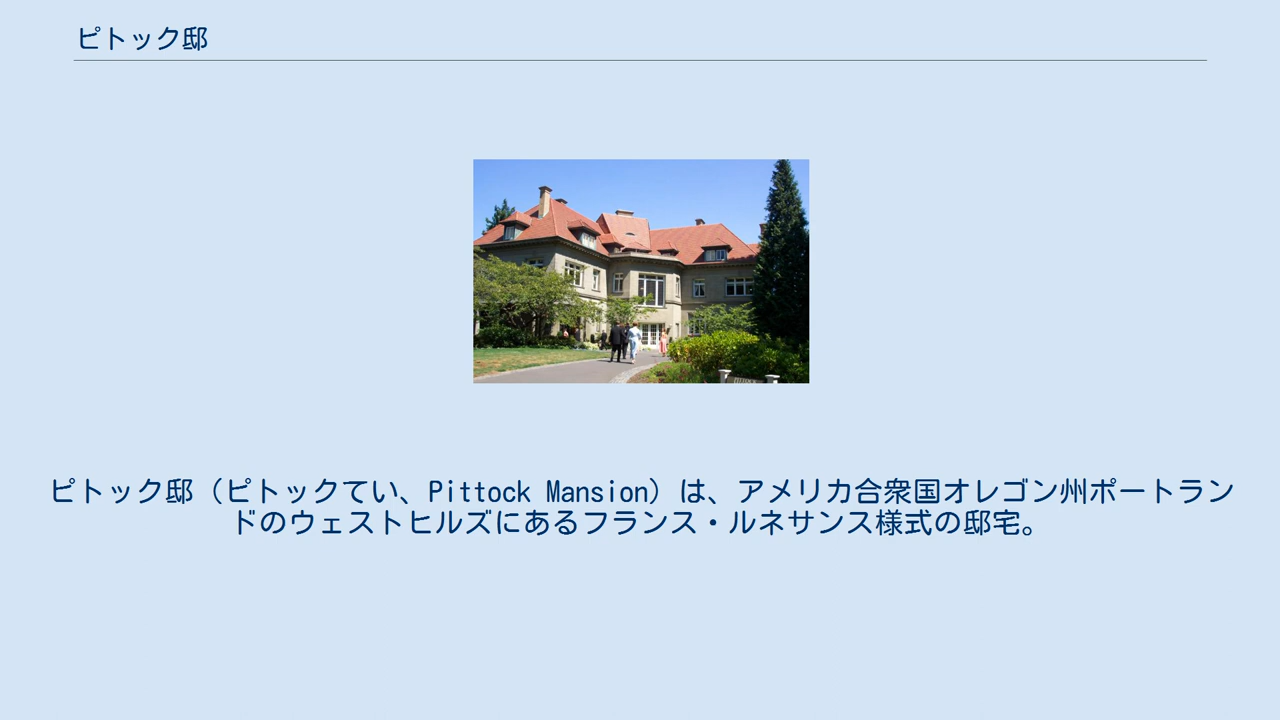 ピトック邸
ピトック邸（ピトックてい、Pittock Mansion）は、アメリカ合衆国オレゴン州ポートラン
ドのウェストヒルズにあるフランス・ルネサンス様式の邸宅。